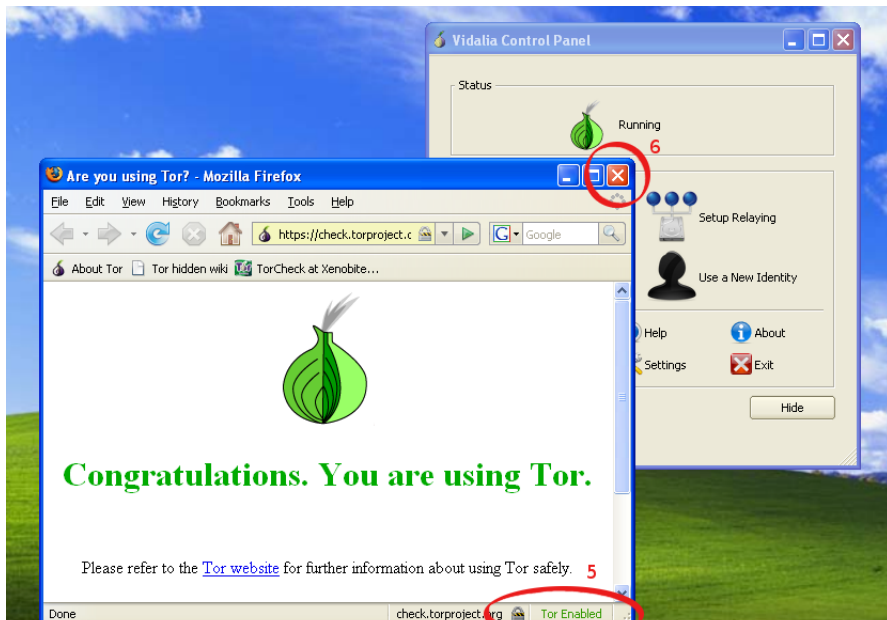 Vidalia Control Panel
Status
Running
6
Are you using Tor? - Mozilla Firefox
File Edit View History Bookmarks Tools Help
https://check.torproject.c
G Google
Setup Relaying
About Tor Tor hidden wiki TorCheck at Xenobite...
Use a New Identity
Help About
Settings Exit
Hide
Congratulations. You are using Tor.
Please refer to the Tor website for further information about using Tor safely.
5
Done check.torproject.org Tor Enabled